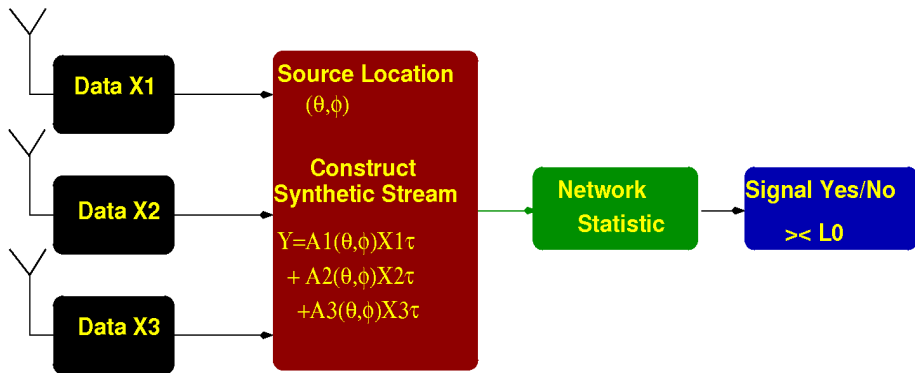 Data X1
Data X2
Data X3
Source Location
(θ,ϕ)
Construct
Synthetic Stream
Y=A1(θ,ϕ)X1τ
+ A2(θ,ϕ)X2τ
+A3(θ,ϕ)X3τ
Network
Statistic
Signal Yes/No
>< L0